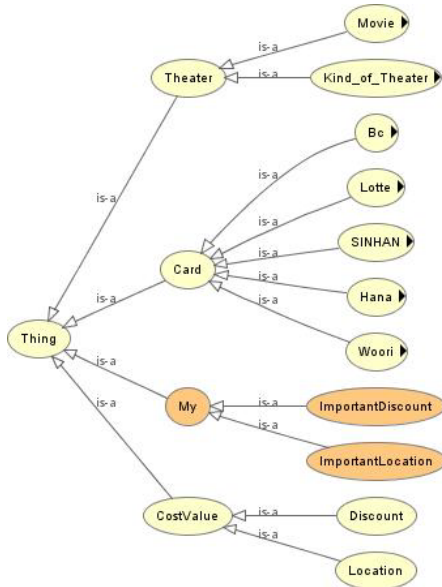 Movie
is-a
Theater
is-a
Kind_of_Theater
Bc
is-a
is-a
Lotte
is-a
SINHAN
is-a
Card
is-a
is-a
Hana
is-a
Thing
Woori
is-a
My
is-a
ImportantDiscount
is-a
is-a
ImportantLocation
CostValue
is-a
Discount
is-a
Location